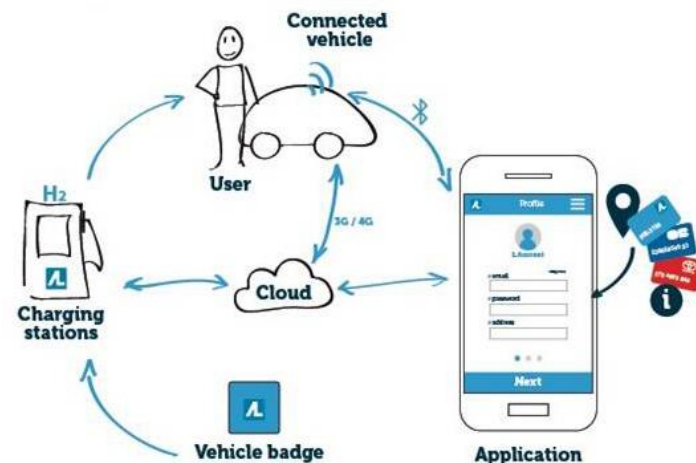 Connected
vehicle
User
H2
3G / 4G
Cloud
Charging
stations
Vehicle badge
Profile
email
password
address
Next
Application